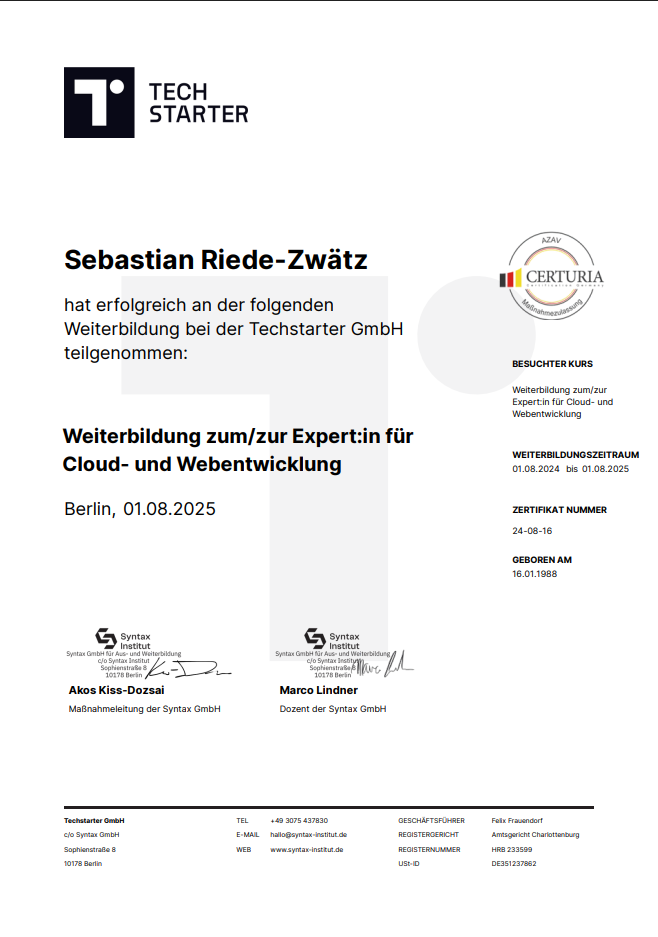 TECH
STARTER
AZAV
CERTURIA
Certification Germany
Maßnahmezulassung
Sebastian Riede-Zwätz
hat erfolgreich an der folgenden
Weiterbildung bei der Techstarter GmbH
teilgenommen:
Weiterbildung zum/zur Expert:in für
Cloud- und Webentwicklung
Berlin, 01.08.2025
BESUCHTER KURS
Weiterbildung zum/zur
Expert:in für Cloud- und
Webentwicklung
WEITERBILDUNGSZEITRAUM
01.08.2024 bis 01.08.2025
ZERTIFIKAT NUMMER
24-08-16
GEBOREN AM
16.01.1988
Syntax
Institut
Syntax GmbH für Aus- und Weiterbildung
c/o Syntax Institut
Sophienstraße 8
10178 Berlin
Akos Kiss-Dozsai
Maßnahmeleitung der Syntax GmbH
Syntax
Institut
Syntax GmbH für Aus- und Weiterbildung
c/o Syntax Institut
Sophienstraße 8
10178 Berlin
Marco Lindner
Dozent der Syntax GmbH
Techstarter GmbH
c/o Syntax GmbH
Sophienstraße 8
10178 Berlin
TEL +49 3075 437830
E-MAIL hallo@syntax-institut.de
WEB www.syntax-institut.de
GESCHÄFTSFÜHRER Felix Frauendorf
REGISTERGERICHT Amtsgericht Charlottenburg
REGISTERNUMMER HRB 233599
USt-ID DE351237862